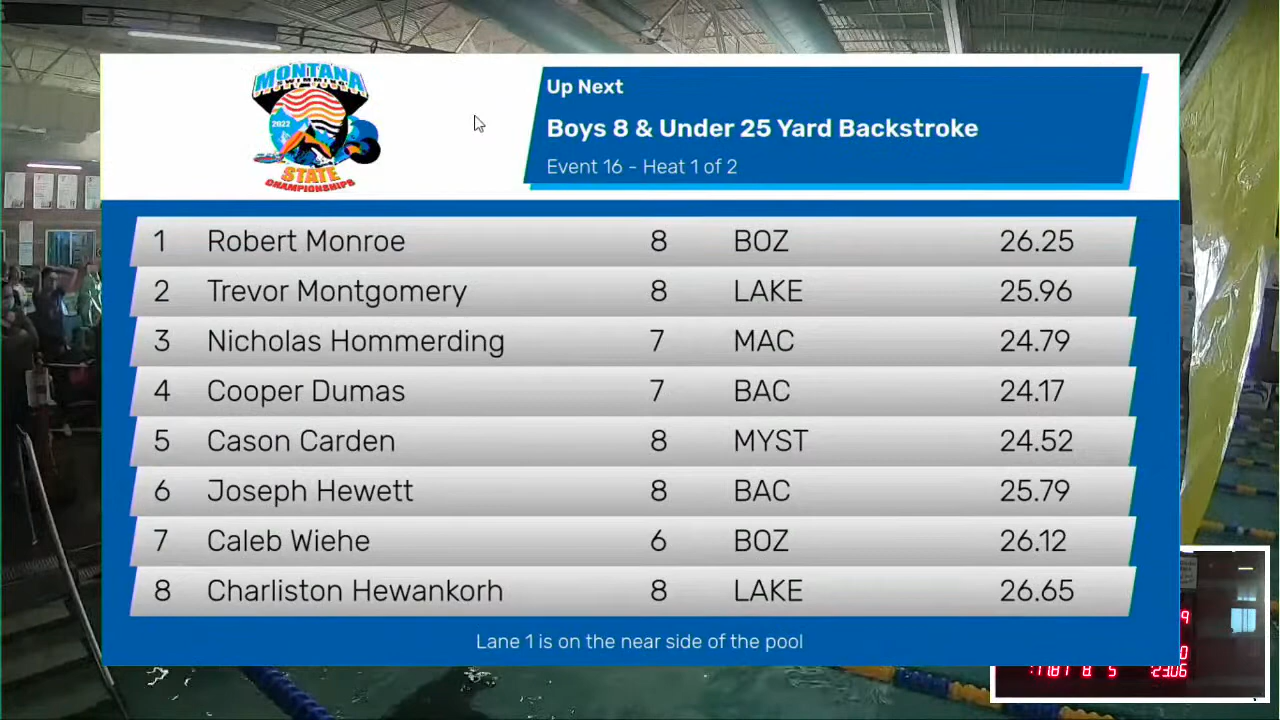 MONTANA
SWIMMING
2022
STATE
CHAMPIONSHIPS
Up Next
Boys 8 & Under 25 Yard Backstroke
Event 16 - Heat 1 of 2
1 Robert Monroe 8 BOZ 26.25
2 Trevor Montgomery 8 LAKE 25.96
3 Nicholas Hommerding 7 MAC 24.79
4 Cooper Dumas 7 BAC 24.17
5 Cason Carden 8 MYST 24.52
6 Joseph Hewett 8 BAC 25.79
7 Caleb Wiehe 6 BOZ 26.12
8 Charliston Hewankorh 8 LAKE 26.65
Lane 1 is on the near side of the pool